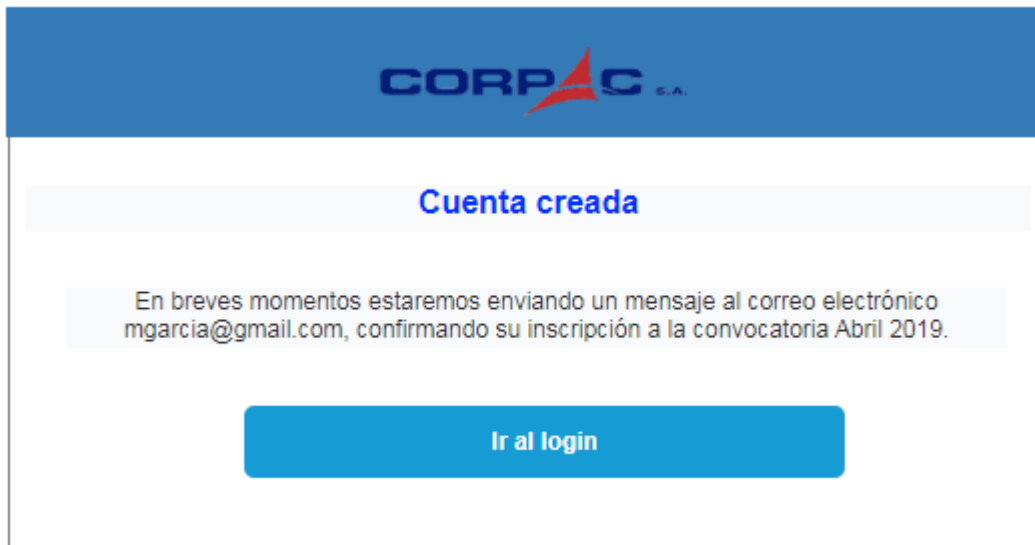 CORPAC S.A.
Cuenta creada
En breves momentos estaremos enviando un mensaje al correo electrónico
mgarcia@gmail.com, confirmando su inscripción a la convocatoria Abril 2019.
Ir al login